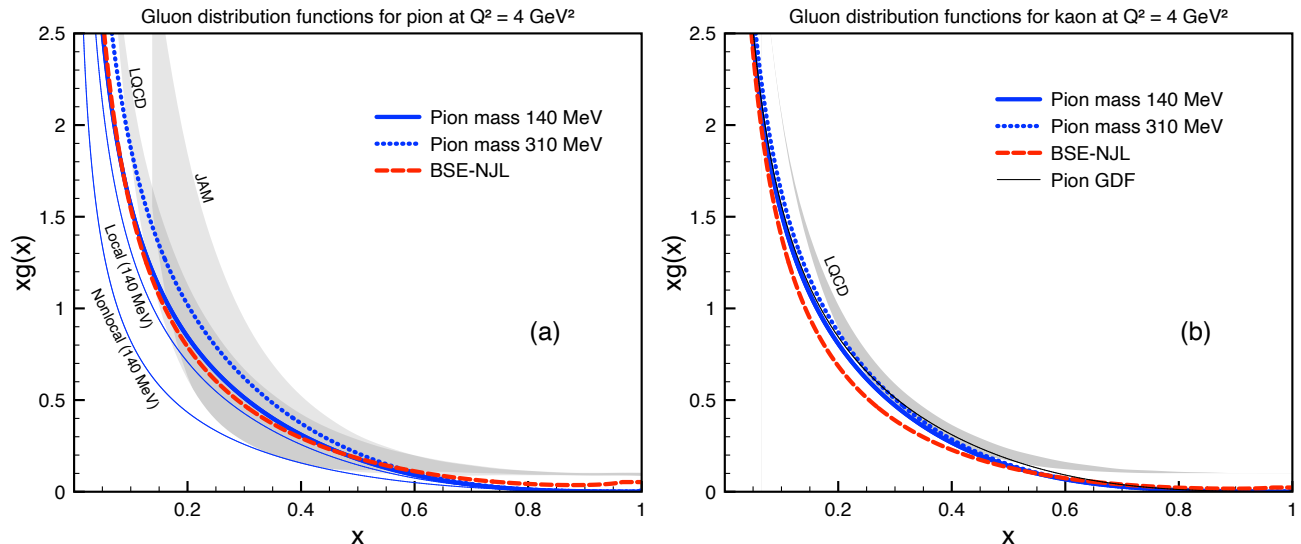 Gluon distribution functions for pion at Q² = 4 GeV²
2.5
2
1.5
1
0.5
0
xg(x)
LQCD
JAM
Local (140 MeV)
Nonlocal (140 MeV)
Pion mass 140 MeV
Pion mass 310 MeV
BSE-NJL
(a)
0.2
0.4
0.6
0.8
1
x
Gluon distribution functions for kaon at Q² = 4 GeV²
2.5
2
1.5
1
0.5
0
xg(x)
Pion mass 140 MeV
Pion mass 310 MeV
BSE-NJL
Pion GDF
LQCD
(b)
0.2
0.4
0.6
0.8
1
x